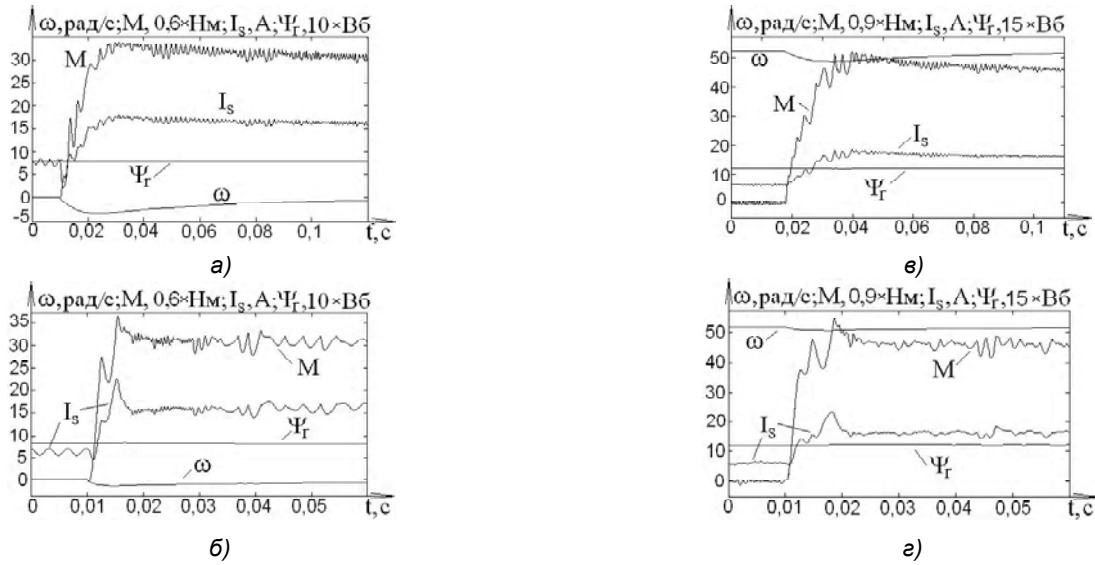 ω,рад/с;М, 0,6×Нм;Iₛ,А;Ψᵣ,10×Вб
30
25
20
15
10
5
0
-5
М
Iₛ
Ψᵣ
ω
0 0,02 0,04 0,06 0,08 0,1 t,с
а)
ω,рад/с;М, 0,9×Нм;Iₛ,А;Ψᵣ,15×Вб
50
40
30
20
10
0
ω
М
Iₛ
Ψᵣ
0 0,02 0,04 0,06 0,08 0,1 t,с
в)
ω,рад/с;М, 0,6×Нм;Iₛ,А;Ψᵣ,10×Вб
35
30
25
20
15
10
5
0
М
Iₛ
Ψᵣ
ω
0 0,01 0,02 0,03 0,04 0,05 t,с
б)
ω,рад/с;М, 0,9×Нм;Iₛ,А;Ψᵣ,15×Вб
50
40
30
20
10
0
ω
М
Iₛ
Ψᵣ
0 0,01 0,02 0,03 0,04 0,05 t,с
г)